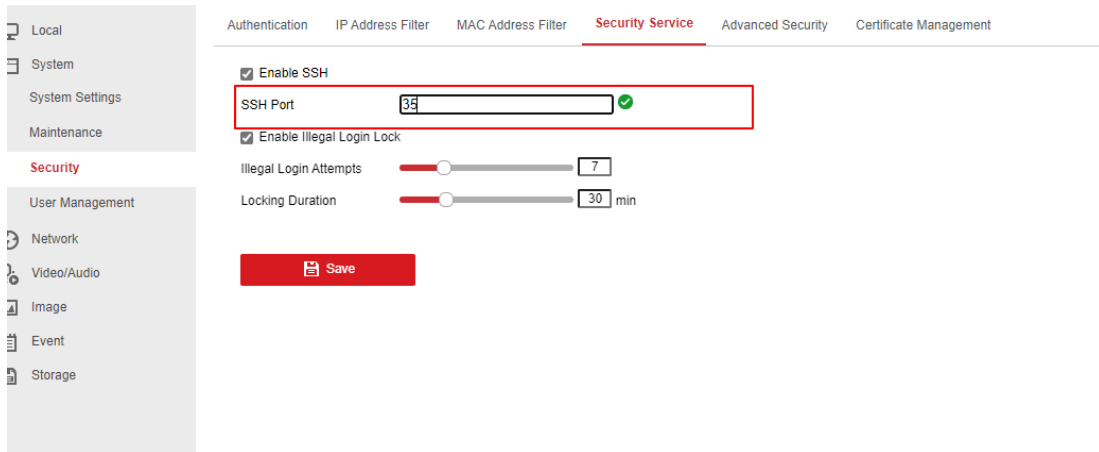 Authentication IP Address Filter MAC Address Filter Security Service Advanced Security Certificate Management
Local
System
System Settings
Maintenance
Security
User Management
Network
Video/Audio
Image
Event
Storage
Enable SSH
SSH Port 35
Enable Illegal Login Lock
Illegal Login Attempts 7
Locking Duration 30 min
Save